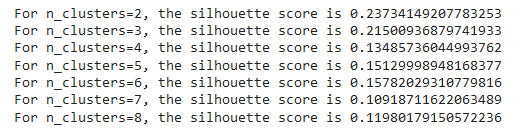 For n_clusters=2, the silhouette score is 0.23734149207783253
For n_clusters=3, the silhouette score is 0.21500936879741933
For n_clusters=4, the silhouette score is 0.13485736044993762
For n_clusters=5, the silhouette score is 0.15129998948168377
For n_clusters=6, the silhouette score is 0.15782029310779816
For n_clusters=7, the silhouette score is 0.10918711622063489
For n_clusters=8, the silhouette score is 0.11980179150572236